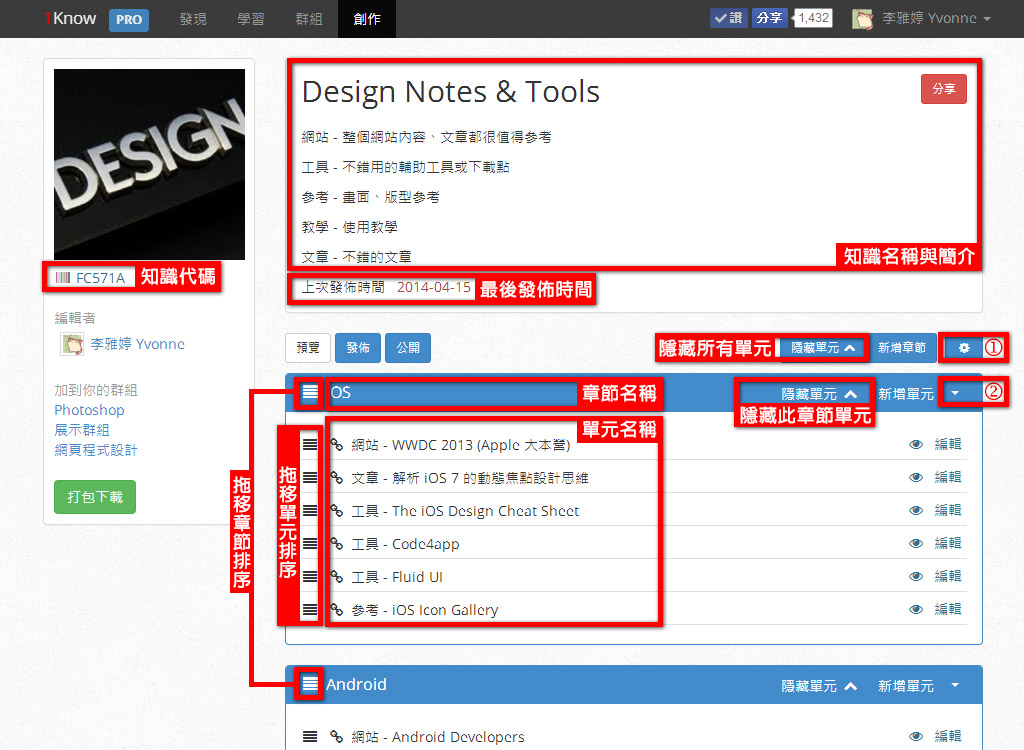 1Know PRO 發現 學習 群組 創作 讚 分享 1,432 李雅婷 Yvonne
DESIGN
FC571A 知識代碼
編輯者
李雅婷 Yvonne
加到你的群組
Photoshop
展示群組
網頁程式設計
打包下載
Design Notes & Tools 分享
網站 - 整個網站內容、文章都很值得參考
工具 - 不錯用的輔助工具或下載點
參考 - 畫面、版型參考
教學 - 使用教學
文章 - 不錯的文章
知識名稱與簡介
上次發佈時間 2014-04-15 最後發佈時間
預覽 發佈 公開 隱藏所有單元 隱藏單元 新增章節 ①
OS 章節名稱 隱藏單元 新增單元 ②
隱藏此章節單元
單元名稱
拖移章節排序
拖移單元排序
網站 - WWDC 2013 (Apple 大本營) 編輯
文章 - 解析 iOS 7 的動態焦點設計思維 編輯
工具 - The iOS Design Cheat Sheet 編輯
工具 - Code4app 編輯
工具 - Fluid UI 編輯
參考 - iOS Icon Gallery 編輯
Android 隱藏單元 新增單元
網站 - Android Developers 編輯